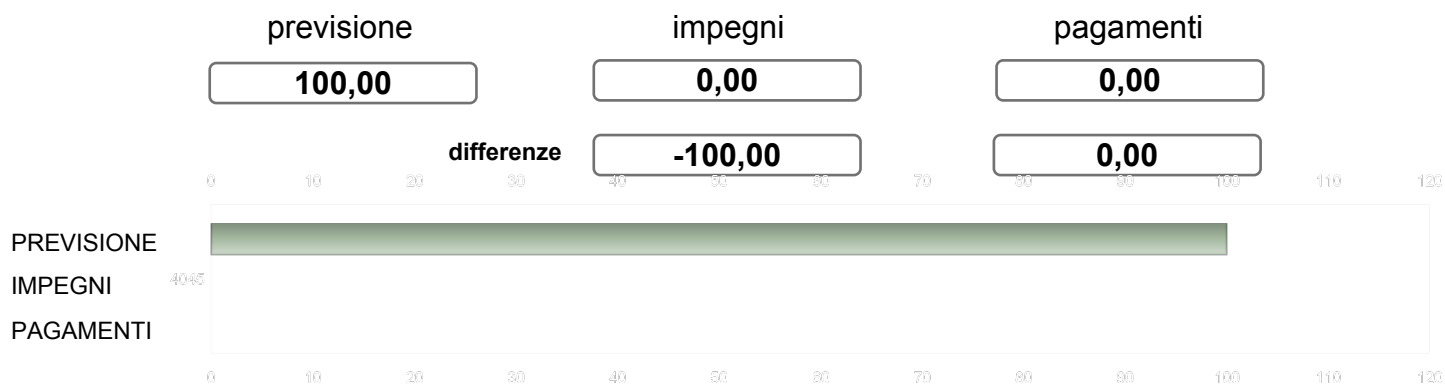 previsione impegni pagamenti
100,00 0,00 0,00
differenze -100,00 0,00
0 10 20 30 40 50 60 70 80 90 100 110 120
PREVISIONE
4045
IMPEGNI
PAGAMENTI
0 10 20 30 40 50 60 70 80 90 100 110 120